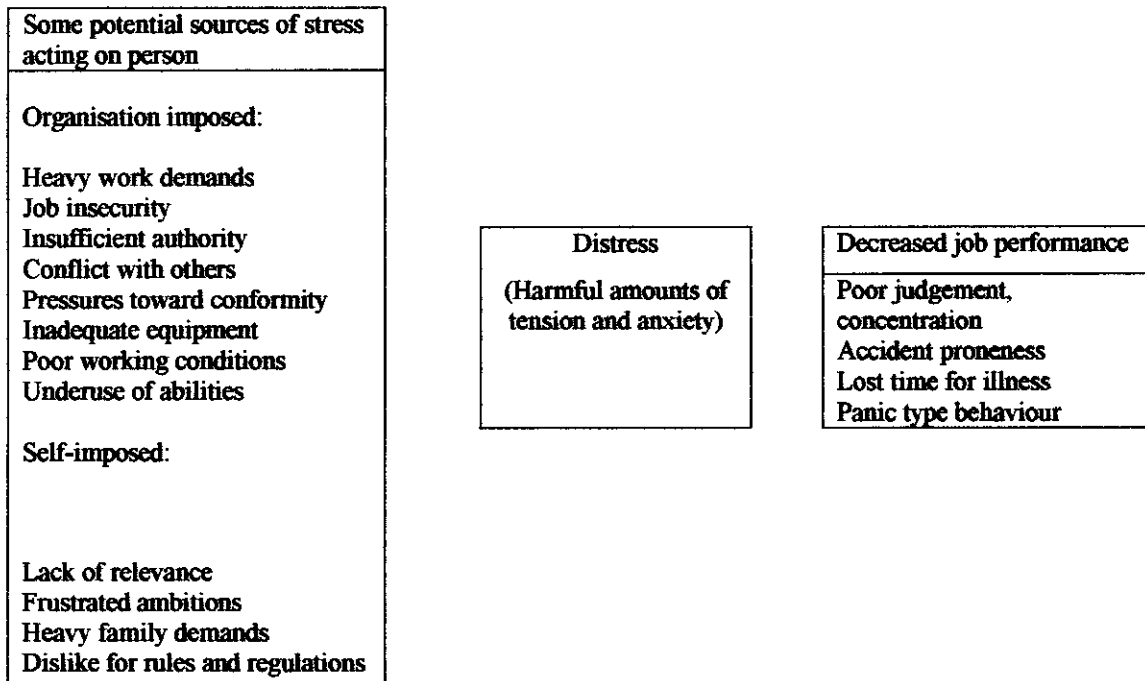 Some potential sources of stress
acting on person
Organisation imposed:
Heavy work demands
Job insecurity
Insufficient authority
Conflict with others
Pressures toward conformity
Inadequate equipment
Poor working conditions
Underuse of abilities
Self-imposed:
Lack of relevance
Frustrated ambitions
Heavy family demands
Dislike for rules and regulations
Distress
(Harmful amounts of
tension and anxiety)
Decreased job performance
Poor judgement,
concentration
Accident proneness
Lost time for illness
Panic type behaviour